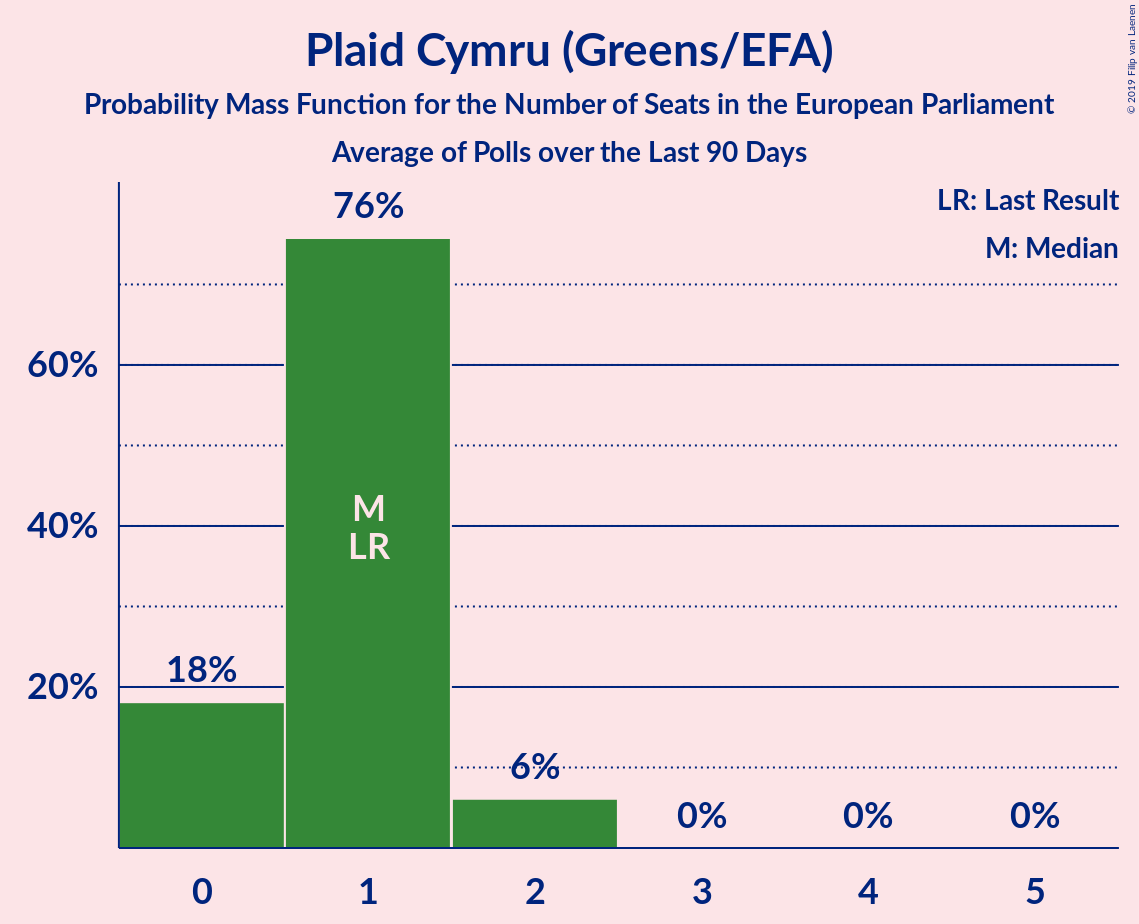 Plaid Cymru (Greens/EFA)
Probability Mass Function for the Number of Seats in the European Parliament
Average of Polls over the Last 90 Days
© 2019 Filip van Laenen
LR: Last Result
M: Median
76%
60%
M
40%
LR
18%
20%
6%
0%
0%
0%
0
1
2
3
4
5